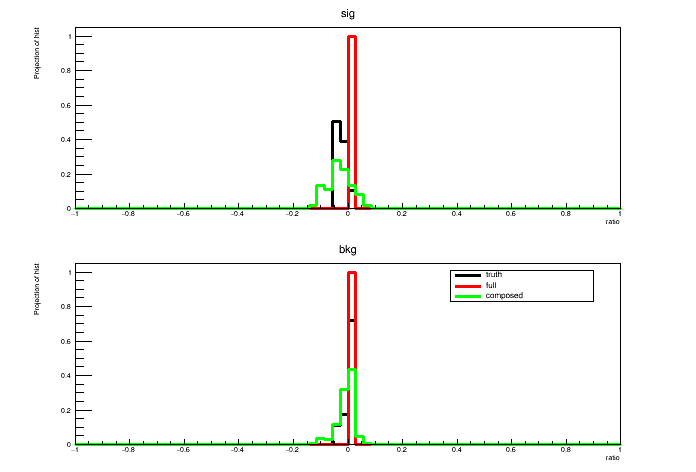 sig
Projection of hist
1
0.8
0.6
0.4
0.2
0
−1 −0.8 −0.6 −0.4 −0.2 0 0.2 0.4 0.6 0.8 1
ratio
bkg
Projection of hist
truth
full
composed
1
0.8
0.6
0.4
0.2
0
−1 −0.8 −0.6 −0.4 −0.2 0 0.2 0.4 0.6 0.8 1
ratio